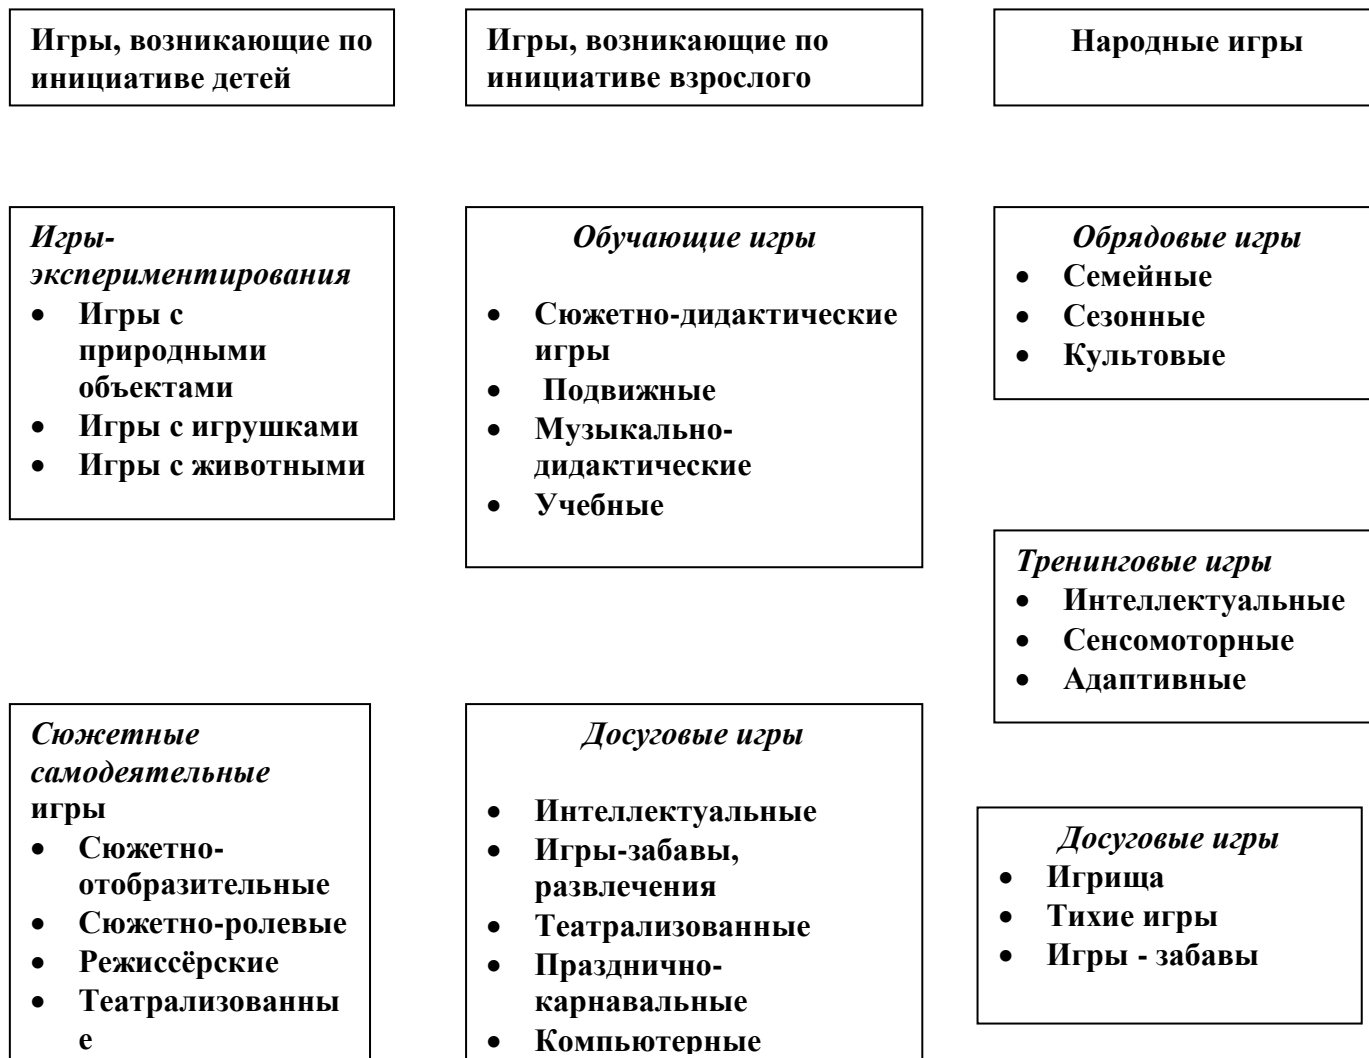 Игры, возникающие по
инициативе детей
Игры, возникающие по
инициативе взрослого
Народные игры
Игры-
экспериментирования
• Игры с
природными
объектами
• Игры с игрушками
• Игры с животными
Обучающие игры
• Сюжетно-дидактические
игры
• Подвижные
• Музыкально-
дидактические
• Учебные
Обрядовые игры
• Семейные
• Сезонные
• Культовые
Тренинговые игры
• Интеллектуальные
• Сенсомоторные
• Адаптивные
Сюжетные
самодеятельные
игры
• Сюжетно-
отобразительные
• Сюжетно-ролевые
• Режиссёрские
• Театрализованны
е
Досуговые игры
• Интеллектуальные
• Игры-забавы,
развлечения
• Театрализованные
• Празднично-
карнавальные
• Компьютерные
Досуговые игры
• Игрища
• Тихие игры
• Игры - забавы